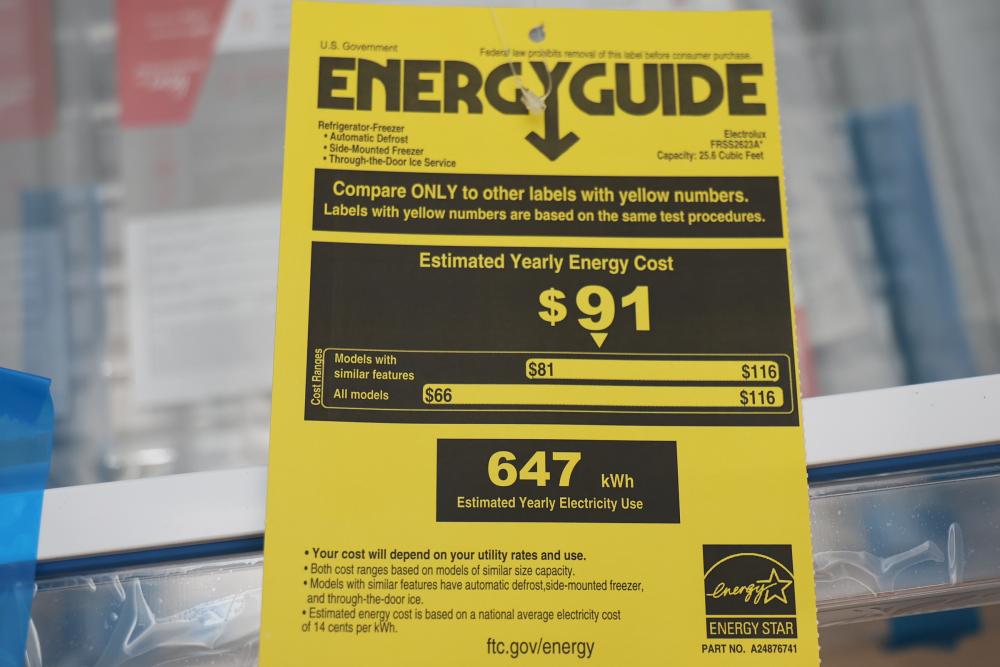 U.S. Government
Federal law prohibits removal of this label before consumer purchase.
ENERGYGUIDE
Refrigerator-Freezer
• Automatic Defrost
• Side-Mounted Freezer
• Through-the-Door Ice Service
Electrolux
FRSS2623A*
Capacity: 25.6 Cubic Feet
Compare ONLY to other labels with yellow numbers.
Labels with yellow numbers are based on the same test procedures.
Estimated Yearly Energy Cost
$91
Cost Ranges
Models with
similar features
$81 $116
All models $66 $116
647 kWh
Estimated Yearly Electricity Use
• Your cost will depend on your utility rates and use.
• Both cost ranges based on models of similar size capacity.
• Models with similar features have automatic defrost,side-mounted freezer,
and through-the-door ice.
• Estimated energy cost is based on a national average electricity cost
of 14 cents per kWh.
ftc.gov/energy
energy
ENERGY STAR
PART NO. A24876741